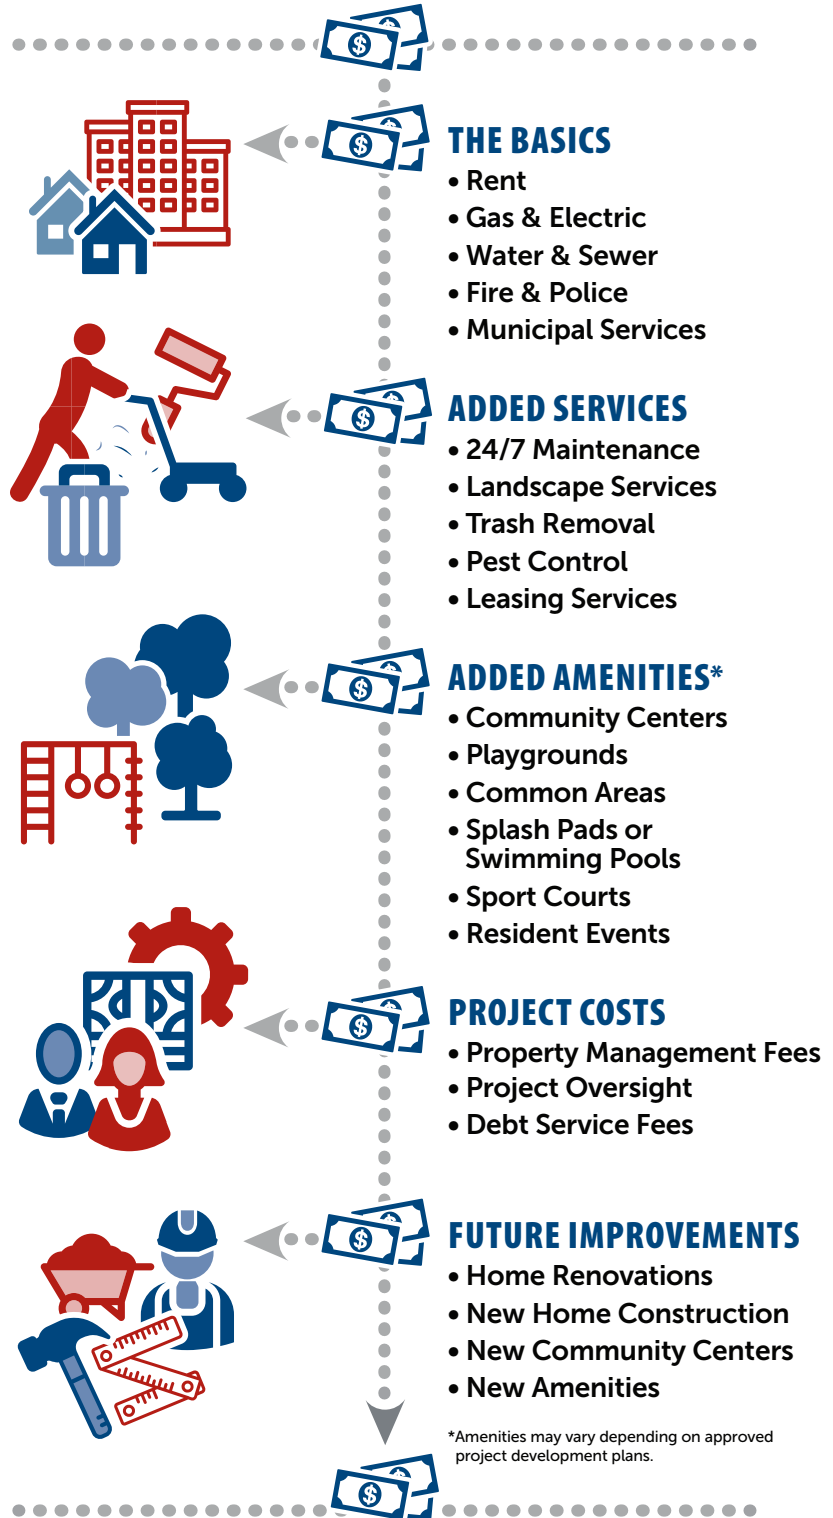 THE BASICS
• Rent
• Gas & Electric
• Water & Sewer
• Fire & Police
• Municipal Services
ADDED SERVICES
• 24/7 Maintenance
• Landscape Services
• Trash Removal
• Pest Control
• Leasing Services
ADDED AMENITIES*
• Community Centers
• Playgrounds
• Common Areas
• Splash Pads or
Swimming Pools
• Sport Courts
• Resident Events
PROJECT COSTS
• Property Management Fees
• Project Oversight
• Debt Service Fees
FUTURE IMPROVEMENTS
• Home Renovations
• New Home Construction
• New Community Centers
• New Amenities
*Amenities may vary depending on approved
project development plans.